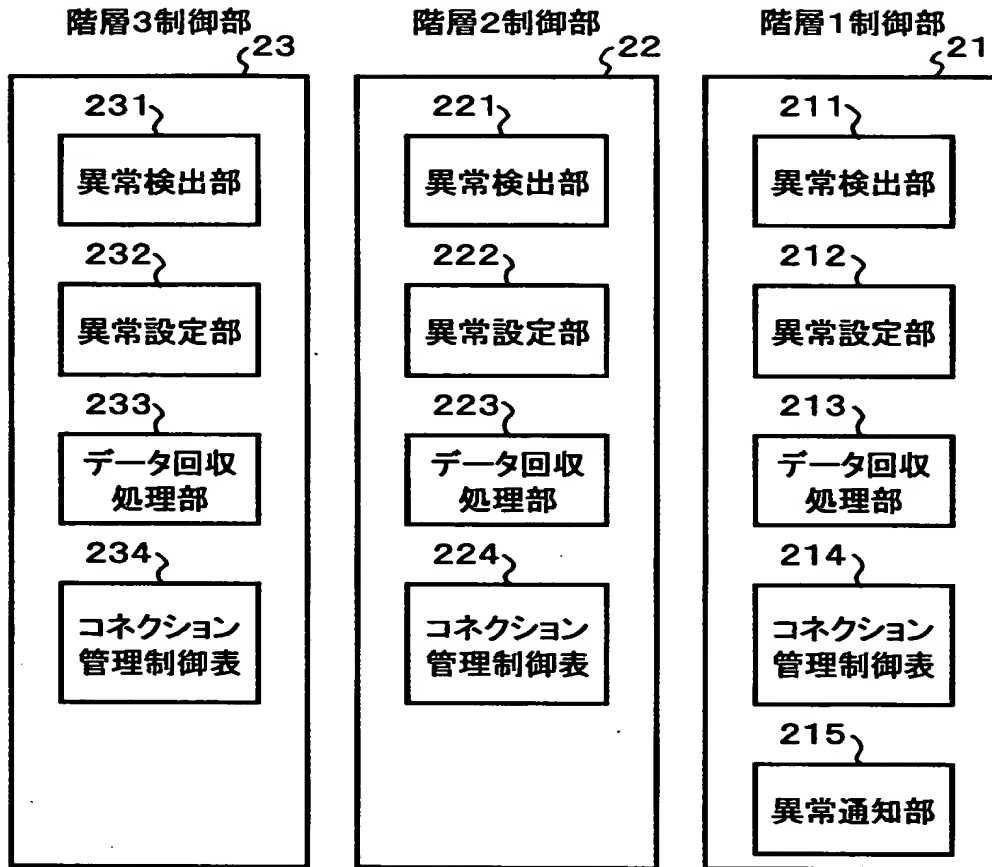 階層3制御部
23
231
異常検出部
232
異常設定部
233
データ回収
処理部
234
コネクション
管理制御表
階層2制御部
22
221
異常検出部
222
異常設定部
223
データ回収
処理部
224
コネクション
管理制御表
階層1制御部
21
211
異常検出部
212
異常設定部
213
データ回収
処理部
214
コネクション
管理制御表
215
異常通知部